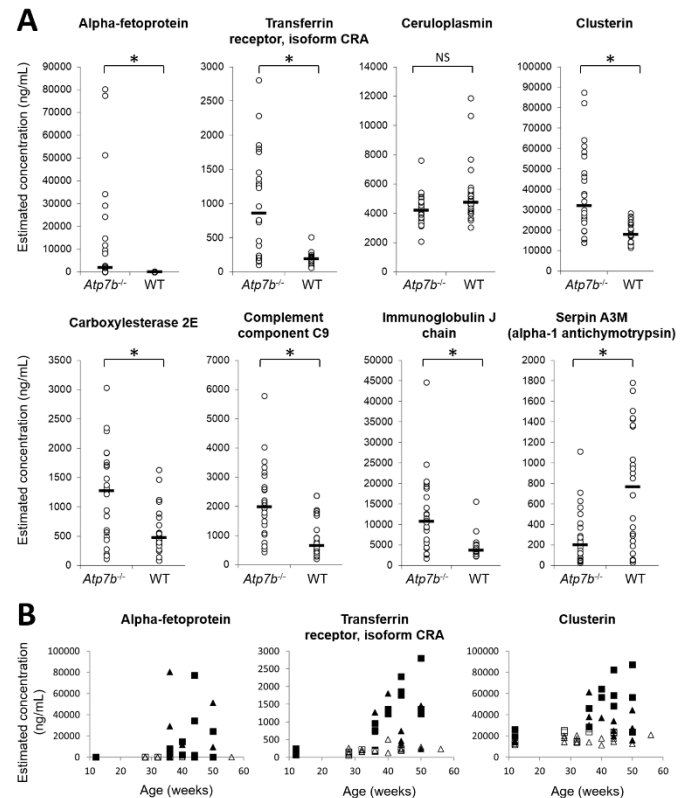 A
Alpha-fetoprotein
Transferrin
receptor, isoform CRA
Ceruloplasmin
Clusterin
Estimated concentration (ng/mL)
90000
80000
70000
60000
50000
40000
30000
20000
10000
0
*
Atp7b-/-
WT
3000
2500
2000
1500
1000
500
0
*
Atp7b-/-
WT
14000
12000
10000
8000
6000
4000
2000
0
NS
Atp7b-/-
WT
100000
90000
80000
70000
60000
50000
40000
30000
20000
10000
0
*
Atp7b-/-
WT
Carboxylesterase 2E
Complement
component C9
Immunoglobulin J
chain
Serpin A3M
(alpha-1 antichymotrypsin)
Estimated concentration (ng/mL)
3500
3000
2500
2000
1500
1000
500
0
*
Atp7b-/-
WT
7000
6000
5000
4000
3000
2000
1000
0
*
Atp7b-/-
WT
50000
45000
40000
35000
30000
25000
20000
15000
10000
5000
0
*
Atp7b-/-
WT
2000
1800
1600
1400
1200
1000
800
600
400
200
0
*
Atp7b-/-
WT
B
Alpha-fetoprotein
Transferrin
receptor, isoform CRA
Clusterin
Estimated concentration
(ng/mL)
100000
80000
60000
40000
20000
0
10 20 30 40 50 60
Age (weeks)
3000
2500
2000
1500
1000
500
0
10 20 30 40 50 60
Age (weeks)
100000
80000
60000
40000
20000
0
10 20 30 40 50 60
Age (weeks)